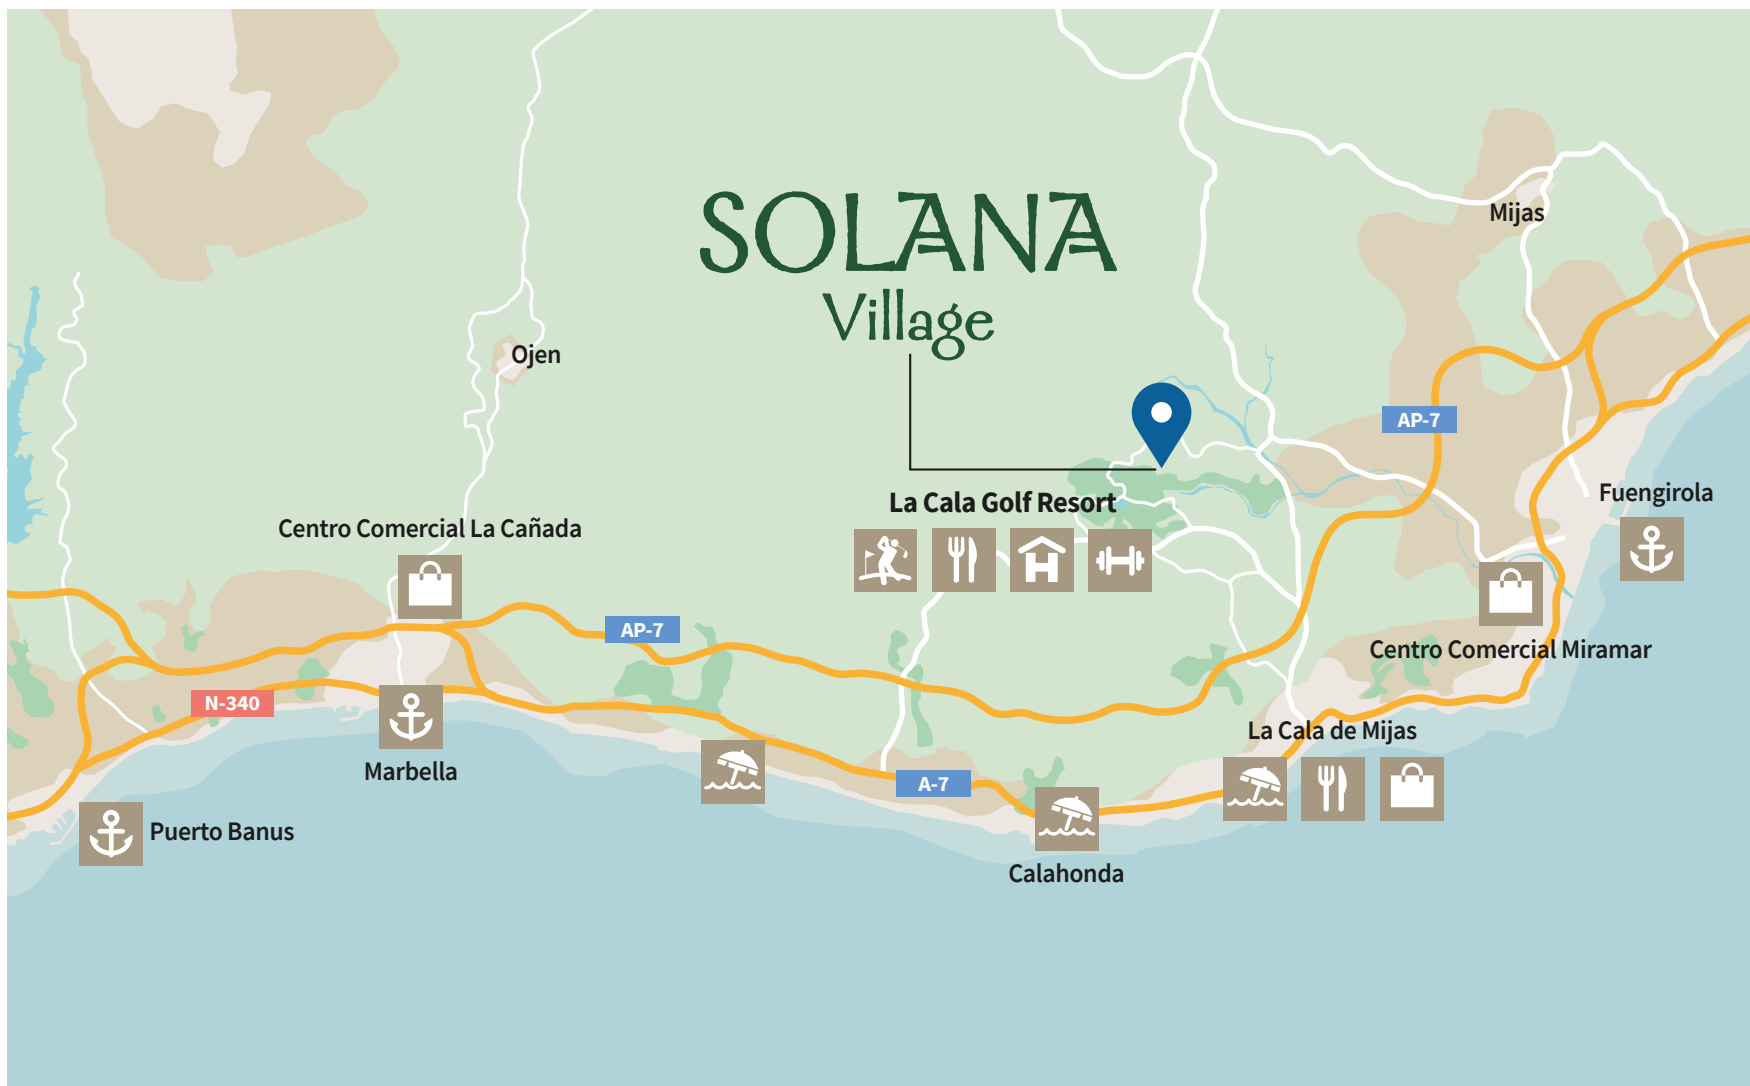 SOLANA
Village
Mijas
Ojen
AP-7
La Cala Golf Resort
Fuengirola
Centro Comercial La Cañada
H
AP-7
Centro Comercial Miramar
N-340
La Cala de Mijas
Marbella
A-7
Puerto Banus
Calahonda